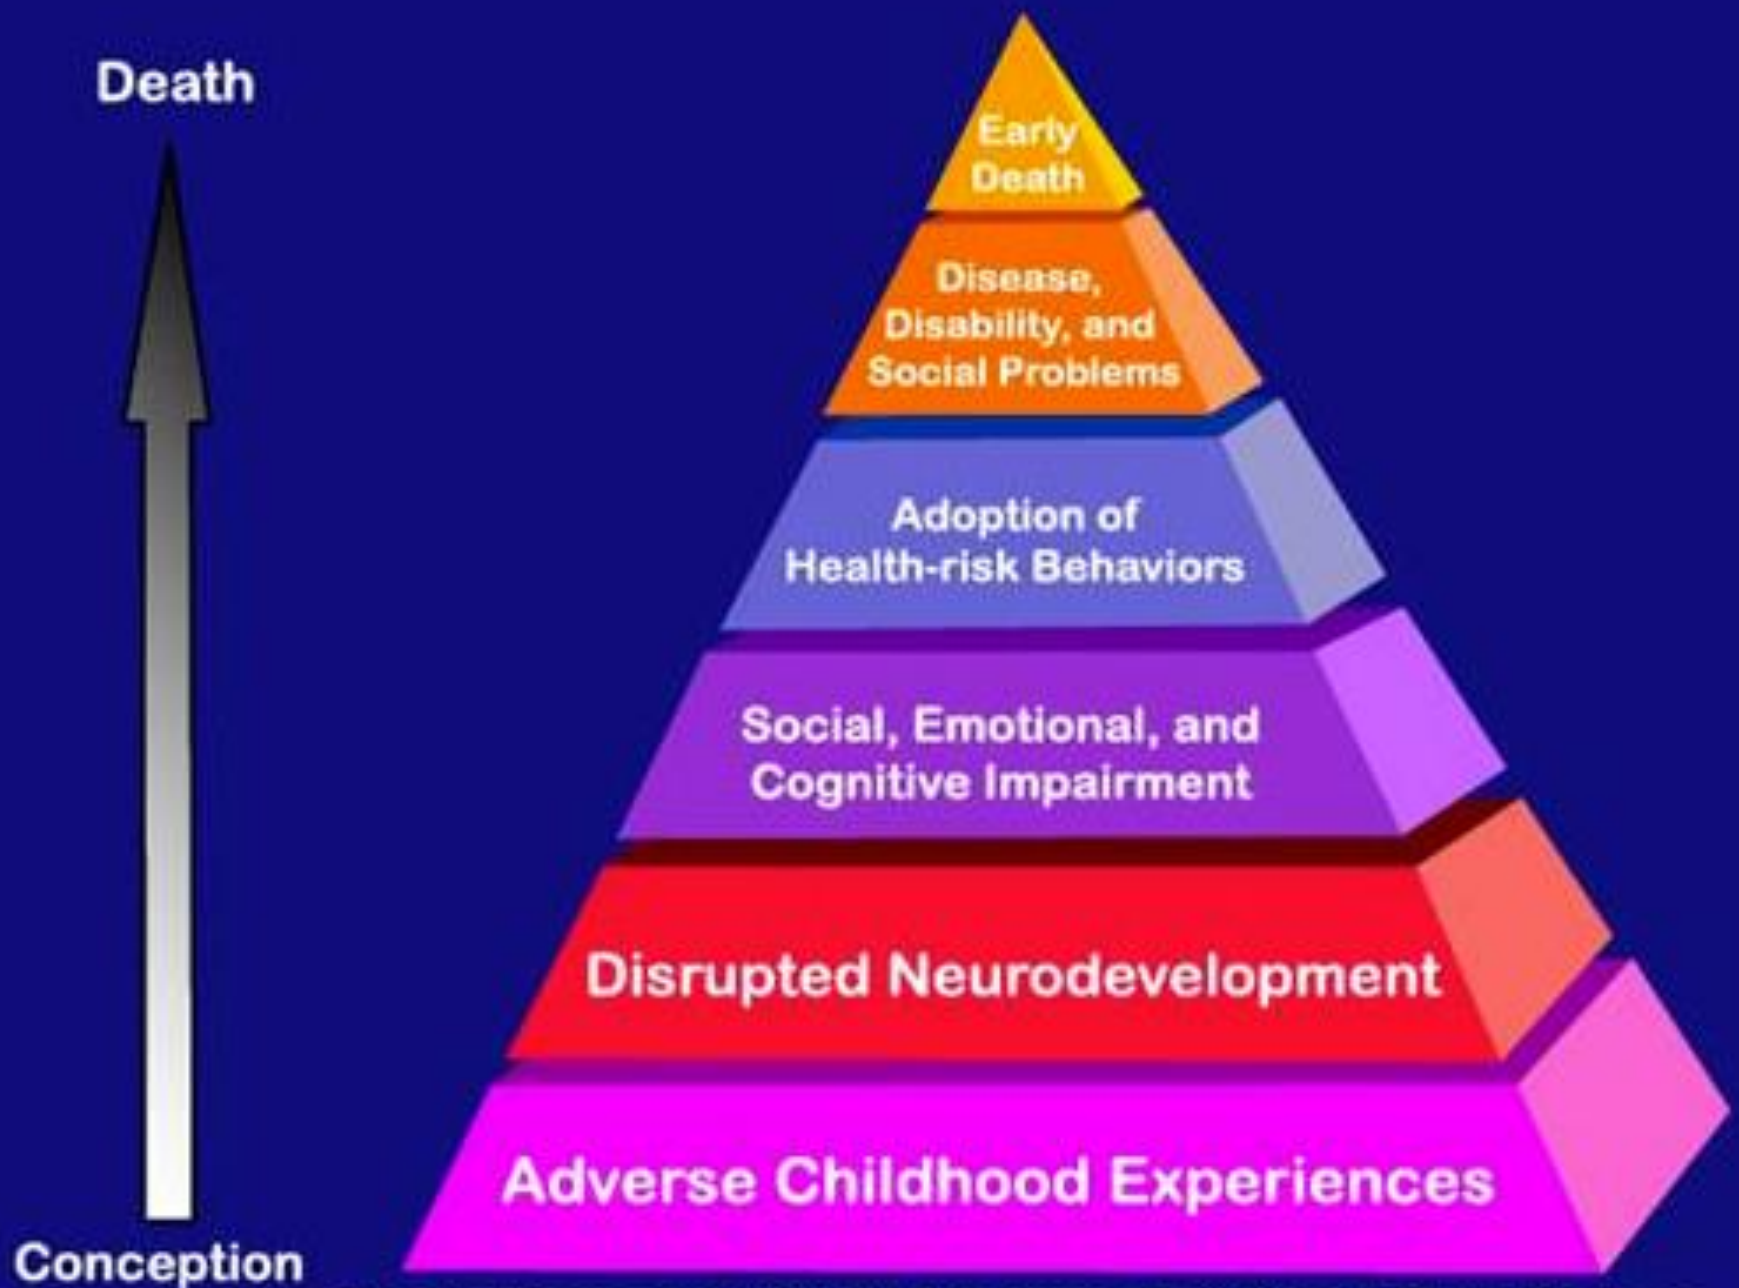 Death
Early
Death
Disease,
Disability, and
Social Problems
Adoption of
Health-risk Behaviors
Social, Emotional, and
Cognitive Impairment
Disrupted Neurodevelopment
Adverse Childhood Experiences
Conception